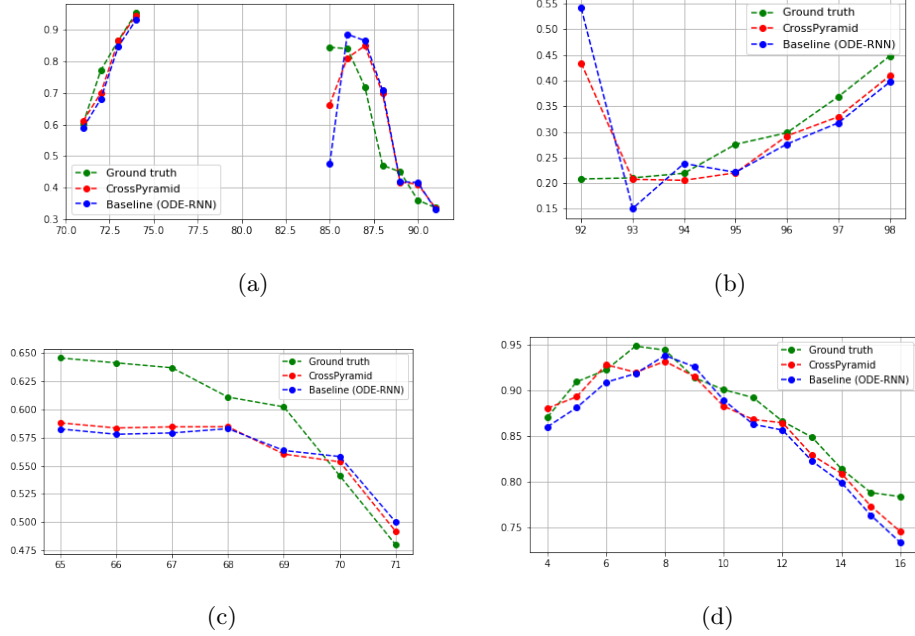 0.9
0.8
0.7
0.6
0.5
0.4
0.3
Ground truth
CrossPyramid
Baseline (ODE-RNN)
70.0 72.5 75.0 77.5 80.0 82.5 85.0 87.5 90.0
(a)
0.55
0.50
0.45
0.40
0.35
0.30
0.25
0.20
0.15
Ground truth
CrossPyramid
Baseline (ODE-RNN)
92 93 94 95 96 97 98
(b)
0.650
0.625
0.600
0.575
0.550
0.525
0.500
0.475
Ground truth
CrossPyramid
Baseline (ODE-RNN)
65 66 67 68 69 70 71
(c)
0.95
0.90
0.85
0.80
0.75
Ground truth
CrossPyramid
Baseline (ODE-RNN)
4 6 8 10 12 14 16
(d)